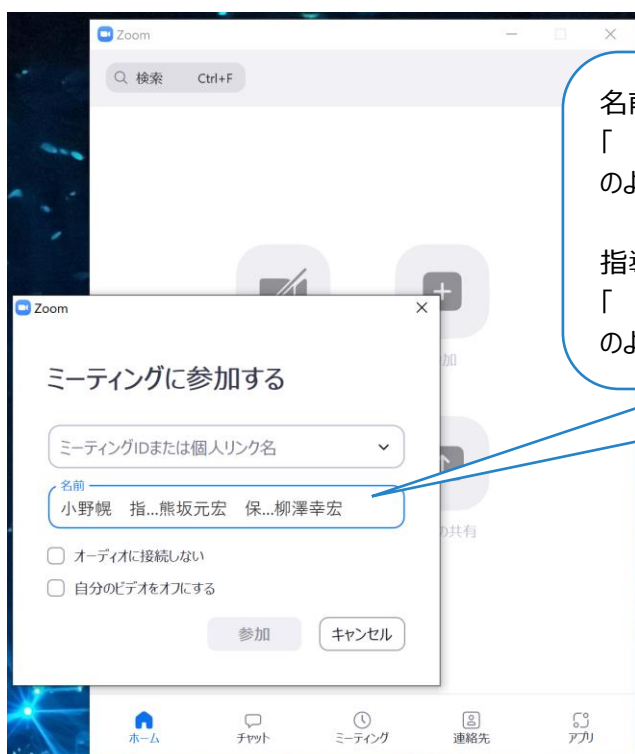 Zoom
検索 Ctrl+F
名前
「
のよ
指導
「
のよ
加
の共有
Zoom
ミーティングに参加する
ミーティングIDまたは個人リンク名
名前
小野幌 指...熊坂元宏 保...柳澤幸宏
オーディオに接続しない
自分のビデオをオフにする
参加
キャンセル
ホーム
チャット
ミーティング
連絡先
アプリ